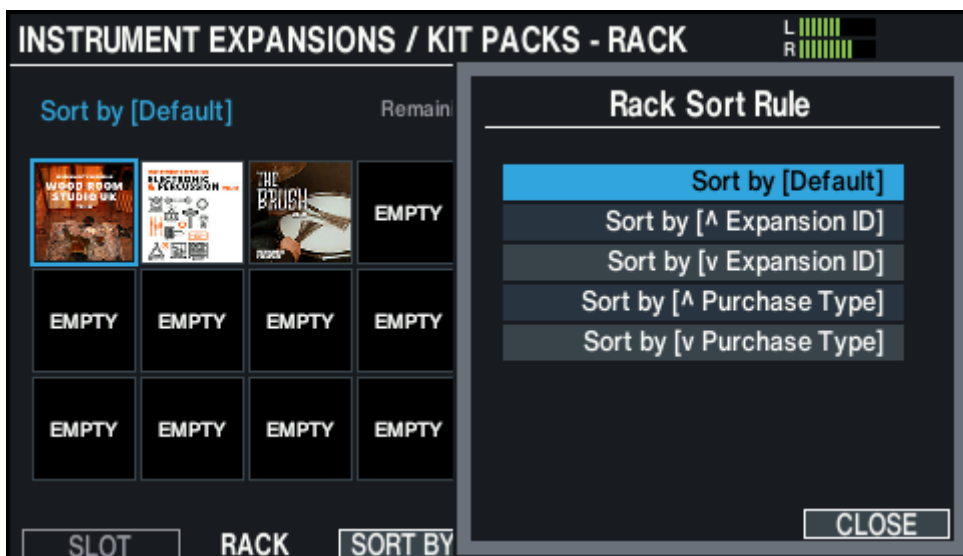 INSTRUMENT EXPANSIONS / KIT PACKS - RACK
L
R
Sort by [Default]
Remaini
WOOD ROOM
STUDIO UK
ELECTRONIC
& PERCUSSION
THE
BRUSH
EMPTY
EMPTY
EMPTY
EMPTY
EMPTY
EMPTY
EMPTY
EMPTY
EMPTY
SLOT
RACK
SORT BY
Rack Sort Rule
Sort by [Default]
Sort by [^ Expansion ID]
Sort by [v Expansion ID]
Sort by [^ Purchase Type]
Sort by [v Purchase Type]
CLOSE